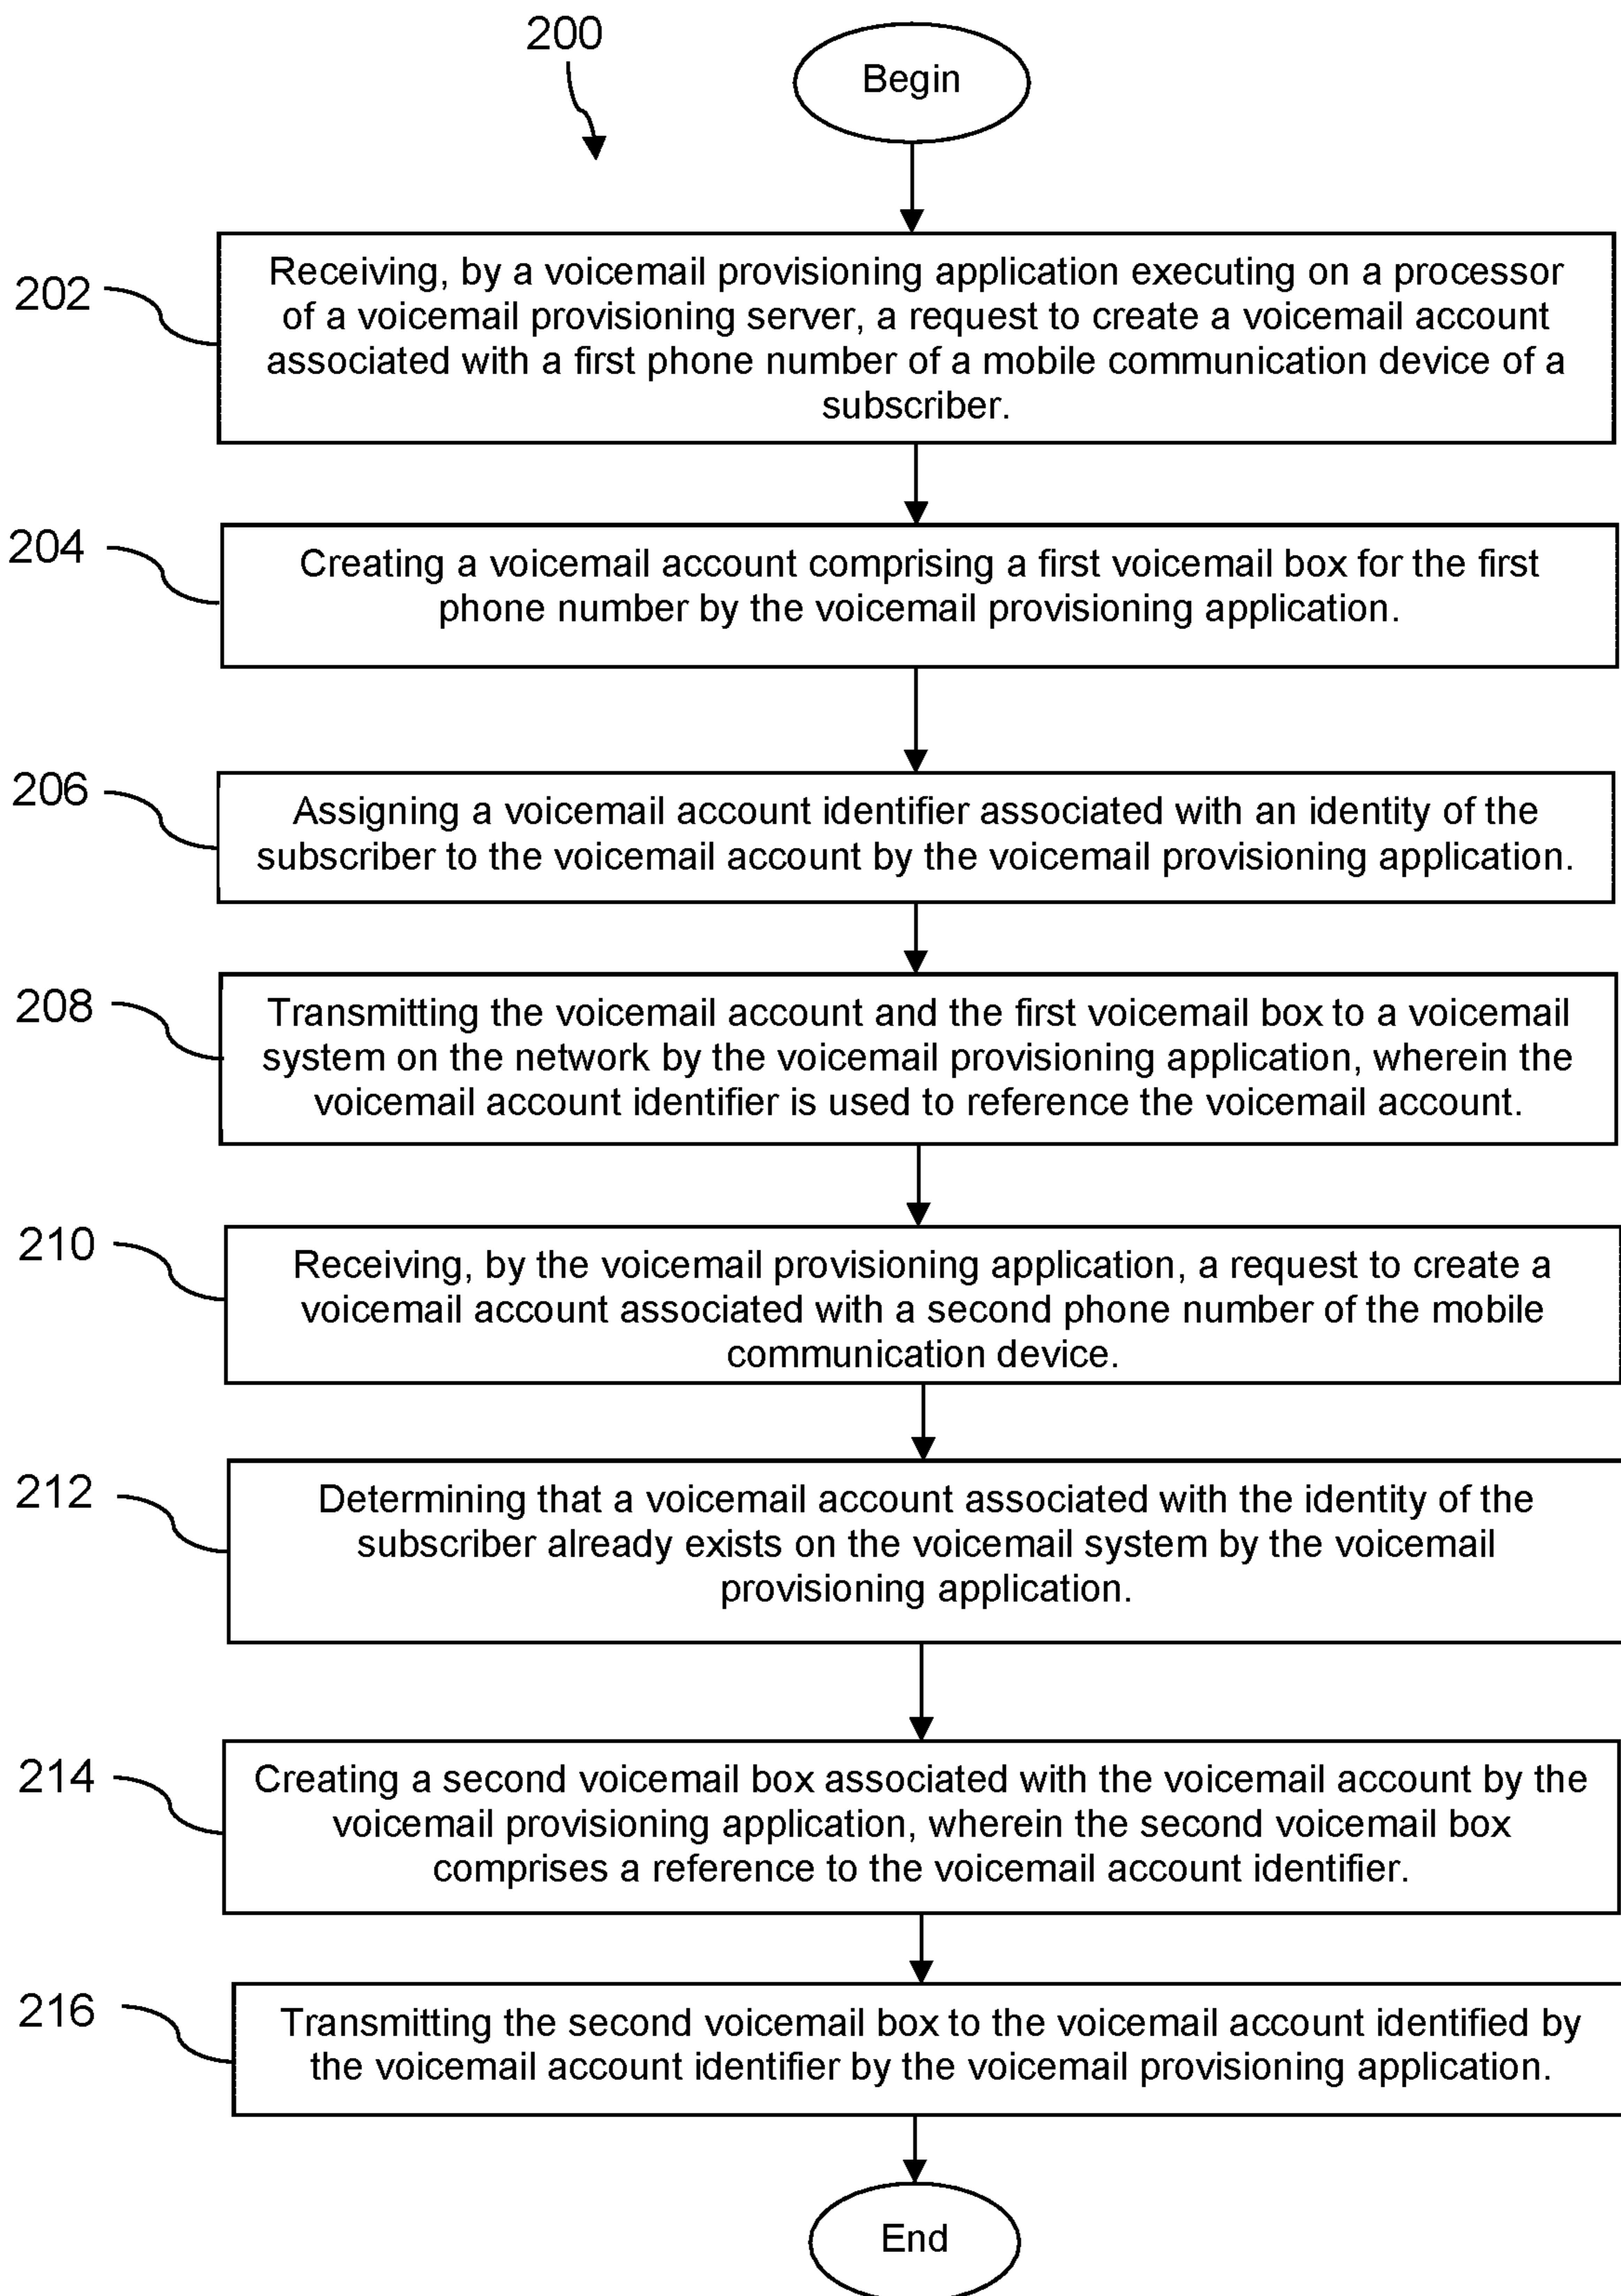 200
Begin
202
Receiving, by a voicemail provisioning application executing on a processor
of a voicemail provisioning server, a request to create a voicemail account
associated with a first phone number of a mobile communication device of a
subscriber.
204
Creating a voicemail account comprising a first voicemail box for the first
phone number by the voicemail provisioning application.
206
Assigning a voicemail account identifier associated with an identity of the
subscriber to the voicemail account by the voicemail provisioning application.
208
Transmitting the voicemail account and the first voicemail box to a voicemail
system on the network by the voicemail provisioning application, wherein the
voicemail account identifier is used to reference the voicemail account.
210
Receiving, by the voicemail provisioning application, a request to create a
voicemail account associated with a second phone number of the mobile
communication device.
212
Determining that a voicemail account associated with the identity of the
subscriber already exists on the voicemail system by the voicemail
provisioning application.
214
Creating a second voicemail box associated with the voicemail account by the
voicemail provisioning application, wherein the second voicemail box
comprises a reference to the voicemail account identifier.
216
Transmitting the second voicemail box to the voicemail account identified by
the voicemail account identifier by the voicemail provisioning application.
End